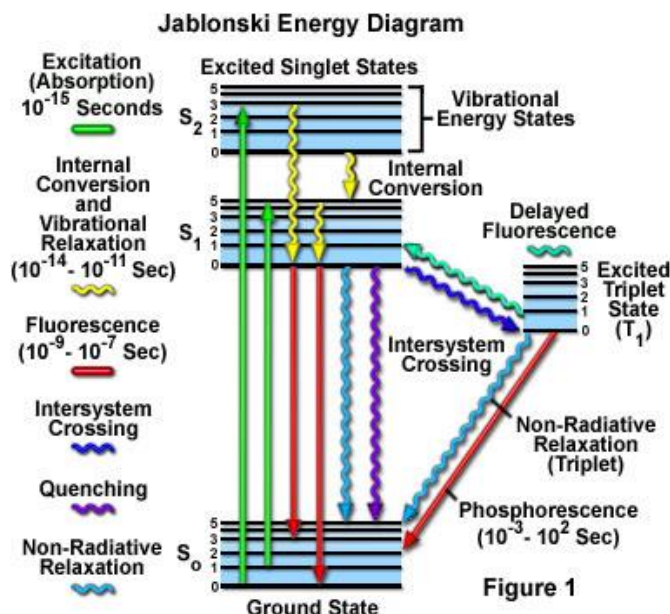 Jablonski Energy Diagram
Excitation
(Absorption)
10⁻¹⁵ Seconds
Internal
Conversion
and
Vibrational
Relaxation
(10⁻¹⁴- 10⁻¹¹ Sec)
Fluorescence
(10⁻⁹- 10⁻⁷ Sec)
Intersystem
Crossing
Quenching
Non-Radiative
Relaxation
Excited Singlet States
S₂
5
3
2
1
0
Vibrational
Energy States
Internal
Conversion
S₁
5
3
2
1
0
Delayed
Fluorescence
5
3
2
1
0
Excited
Triplet
State
(T₁)
Intersystem
Crossing
Non-Radiative
Relaxation
(Triplet)
Phosphorescence
(10⁻³- 10² Sec)
S₀
5
3
2
1
0
Ground State
Figure 1